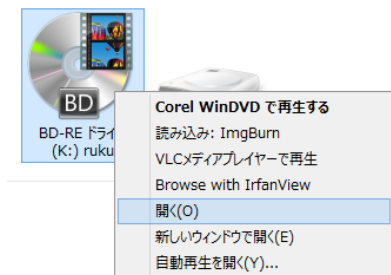 BD
BD-RE ドライ
(K:) ruku
Corel WinDVD で再生する
読み込み: ImgBurn
VLCメディアプレイヤーで再生
Browse with IrfanView
開く(O)
新しいウィンドウで開く(E)
自動再生を開く(Y)...